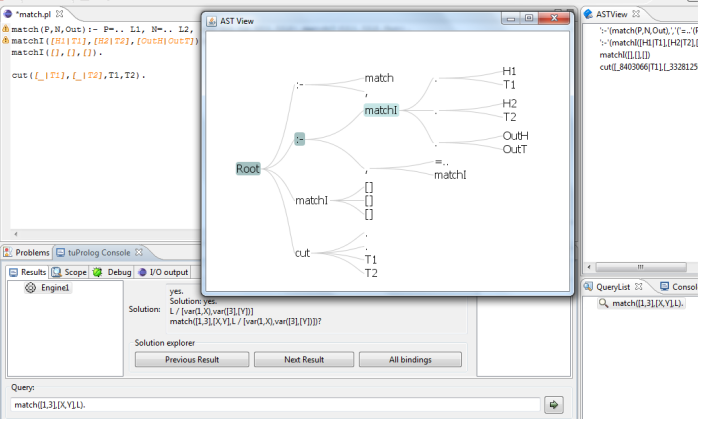 *match.pl
AST View
ASTView
match(P,N,Out):- P=.. L1, N=.. L2,
matchI([H1|T1],[H2|T2],[OutH|OutT])
matchI([],[],[]).
cut([_|T1],[_|T2],T1,T2).
Root
:-
match
,
:-
matchI
.
H1
T1
.
H2
T2
.
OutH
OutT
,
=..
matchI
matchI
[]
[]
[]
cut
.
.
T1
T2
':-'(match(P,N,Out),','('=..'(P
':-'(matchI([H1|T1],[H2|T2],[
matchI([],[],[])
cut([_8403066|T1],[_3328125
Problems
tuProlog Console
Results
Scope
Debug
I/O output
Engine1
yes.
Solution: yes.
Solution:
L / [var(1,X),var([3],[Y])]
match([1,3],[X,Y],L / [var(1,X),var([3],[Y])])?
Solution explorer
Previous Result
Next Result
All bindings
QueryList
Consol
match([1,3],[X,Y],L).
Query:
match([1,3],[X,Y],L).